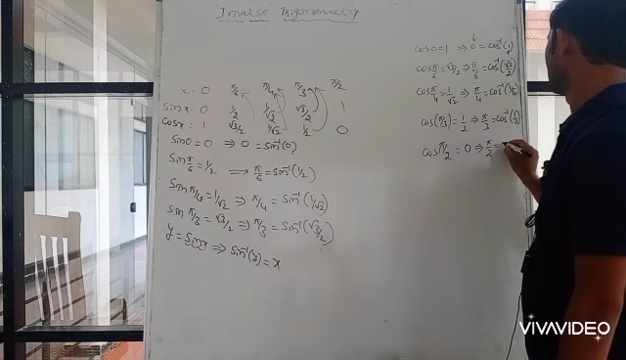 Inverse Trigonometry
x = 0 π/6 π/4 π/3 π/2
sin x 0 1/2 1/√2 √3/2 1
cos x = 1 √3/2 1/√2 1/2 0
sin 0 = 0 ⇒ 0 = sin⁻¹(0)
sin π/6 = 1/2 ⟹ π/6 = sin⁻¹(1/2)
sin π/4 = 1/√2 ⇒ π/4 = sin⁻¹(1/√2)
sin π/3 = √3/2 ⇒ π/3 = sin⁻¹(√3/2)
y = sin x ⇒ sin⁻¹(y) = x
cos 0 = 1 ⇒ 0 = cos⁻¹(1)
cos π/6 = √3/2 ⇒ π/6 = cos⁻¹(√3/2)
cos π/4 = 1/√2 ⇒ π/4 = cos⁻¹(1/√2)
cos(π/3) = 1/2 ⇒ π/3 = cos⁻¹(1/2)
cos π/2 = 0 ⇒ π/2 =
VIVAVIDEO